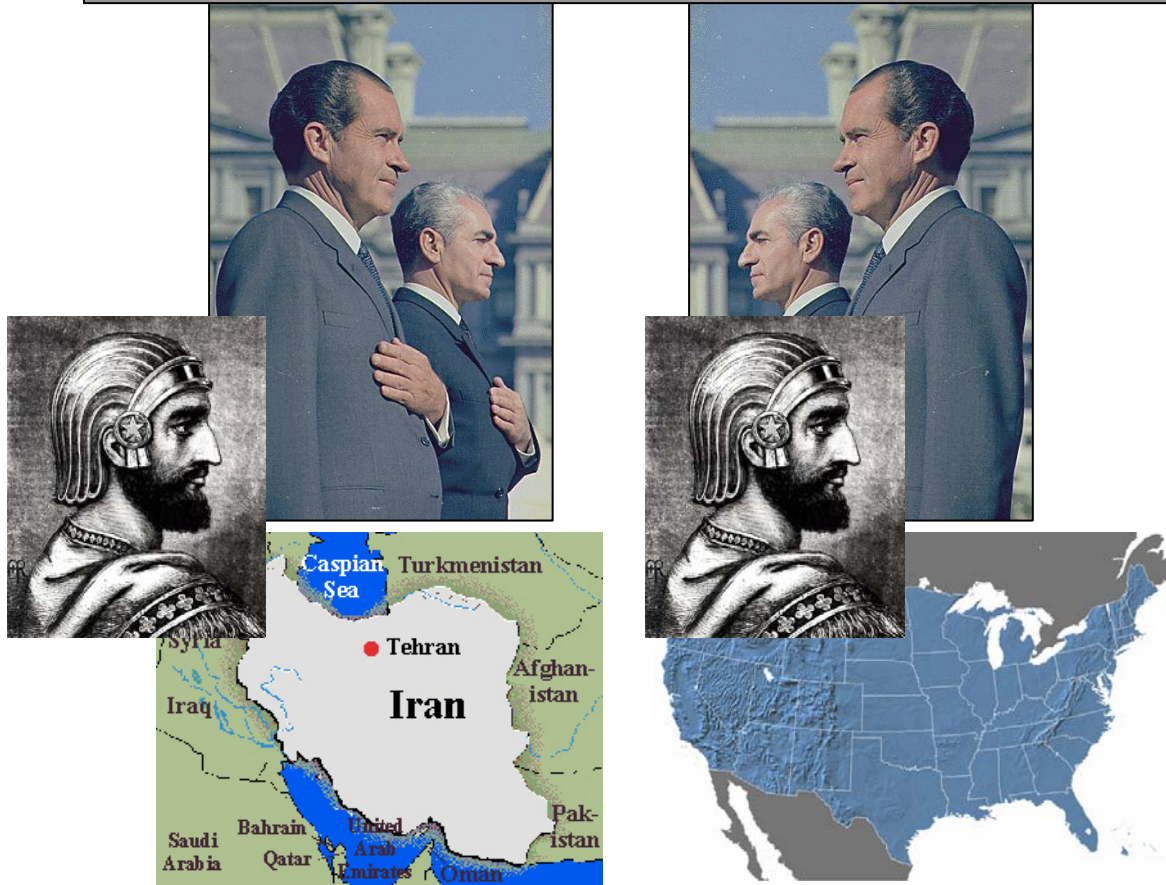 Caspian
Sea
Turkmenistan
Syria
Tehran
Afghan-
istan
Iraq
Iran
Pak-
istan
Bahrain
United
Arab
Emirates
Saudi
Arabia
Qatar
Oman